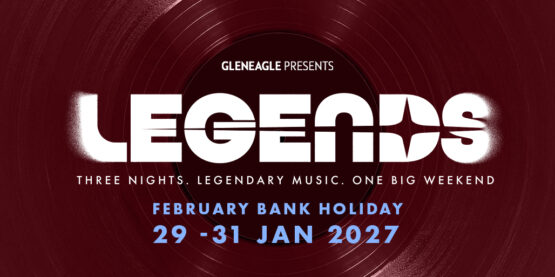 GLENEAGLE PRESENTS
LEGENDS
THREE NIGHTS. LEGENDARY MUSIC. ONE BIG WEEKEND
FEBRUARY BANK HOLIDAY
29 -31 JAN 2027